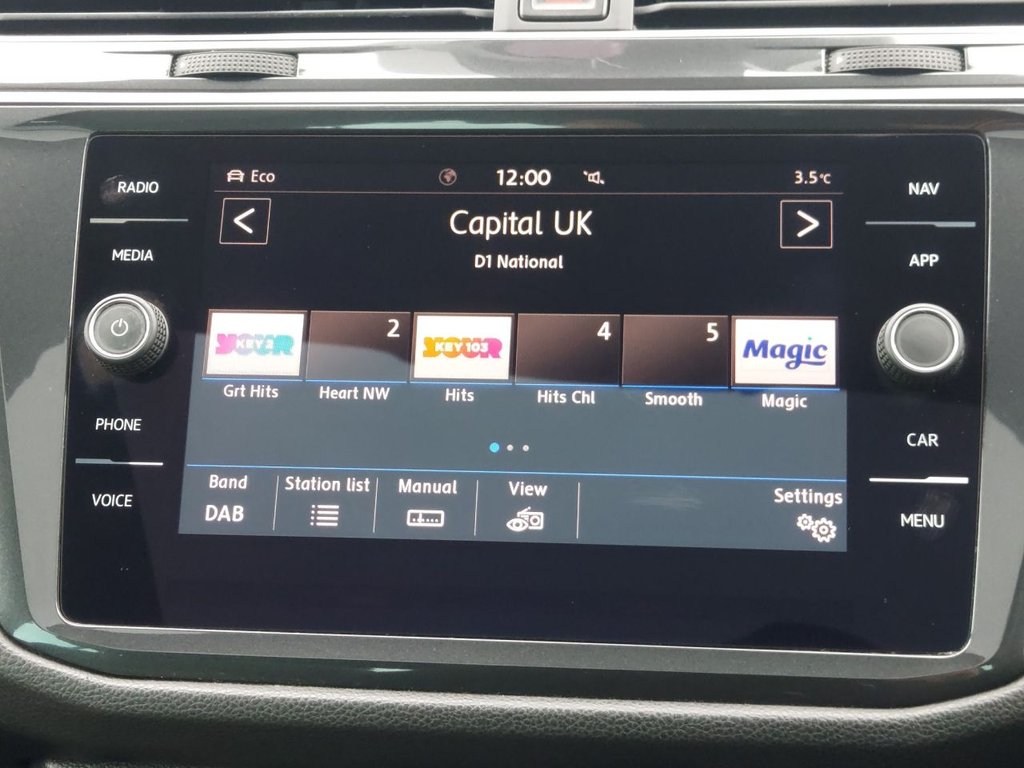 Eco 12:00 3.5°C
RADIO
NAV
< Capital UK >
D1 National
MEDIA
APP
YOUR KEY 2
2
YOUR KEY 103
4
5
Magic
Grt Hits
Heart NW
Hits
Hits Chl
Smooth
Magic
PHONE
CAR
VOICE
MENU
Band
Station list
Manual
View
Settings
DAB